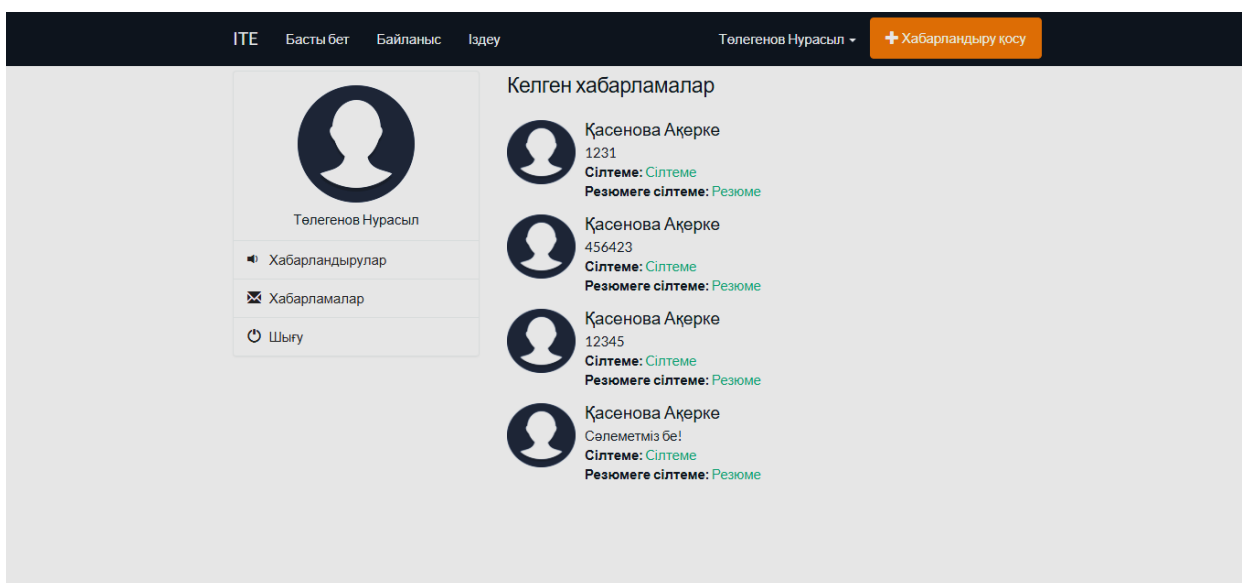 ITE Басты бет Байланыс Іздеу Төлегенов Нурасыл Хабарландыру қосу
Төлегенов Нурасыл
Хабарландырулар
Хабарламалар
Шығу
Келген хабарламалар
Қасенова Ақерке
1231
Сілтеме: Сілтеме
Резюмеге сілтеме: Резюме
Қасенова Ақерке
456423
Сілтеме: Сілтеме
Резюмеге сілтеме: Резюме
Қасенова Ақерке
12345
Сілтеме: Сілтеме
Резюмеге сілтеме: Резюме
Қасенова Ақерке
Сәлеметміз бе!
Сілтеме: Сілтеме
Резюмеге сілтеме: Резюме